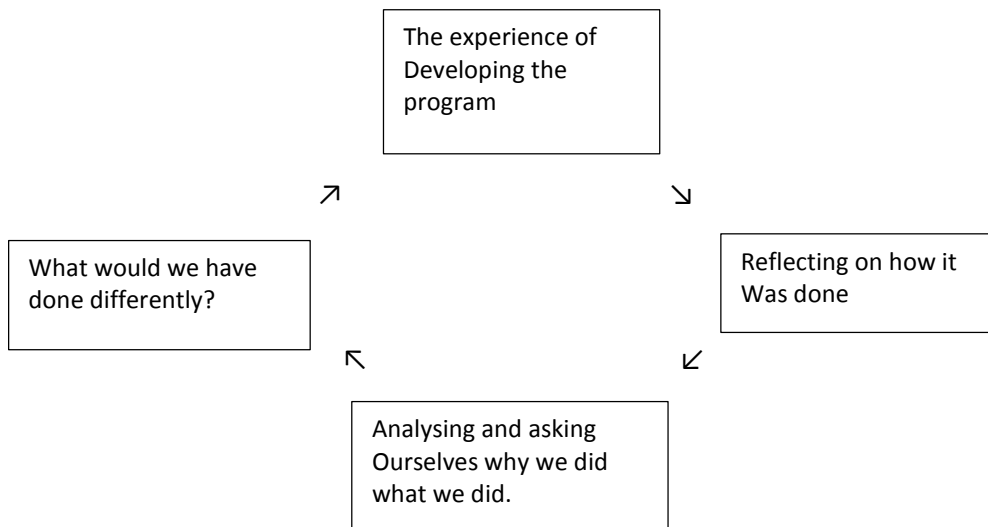 The experience of
Developing the
program
What would we have
done differently?
Reflecting on how it
Was done
Analysing and asking
Ourselves why we did
what we did.